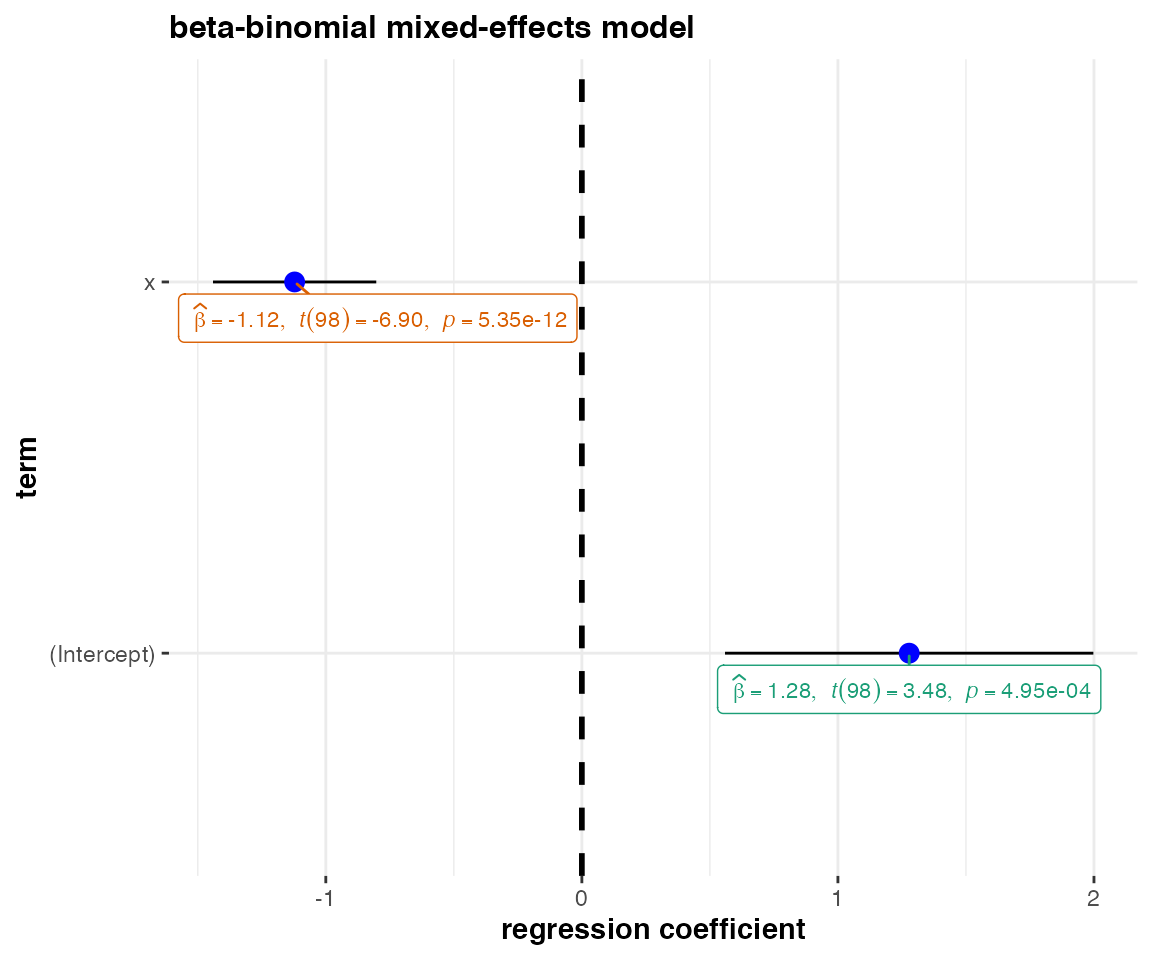 beta-binomial mixed-effects model
term
x
β̂ = -1.12, t(98) = -6.90, p = 5.35e-12
(Intercept)
β̂ = 1.28, t(98) = 3.48, p = 4.95e-04
-1 0 1 2
regression coefficient